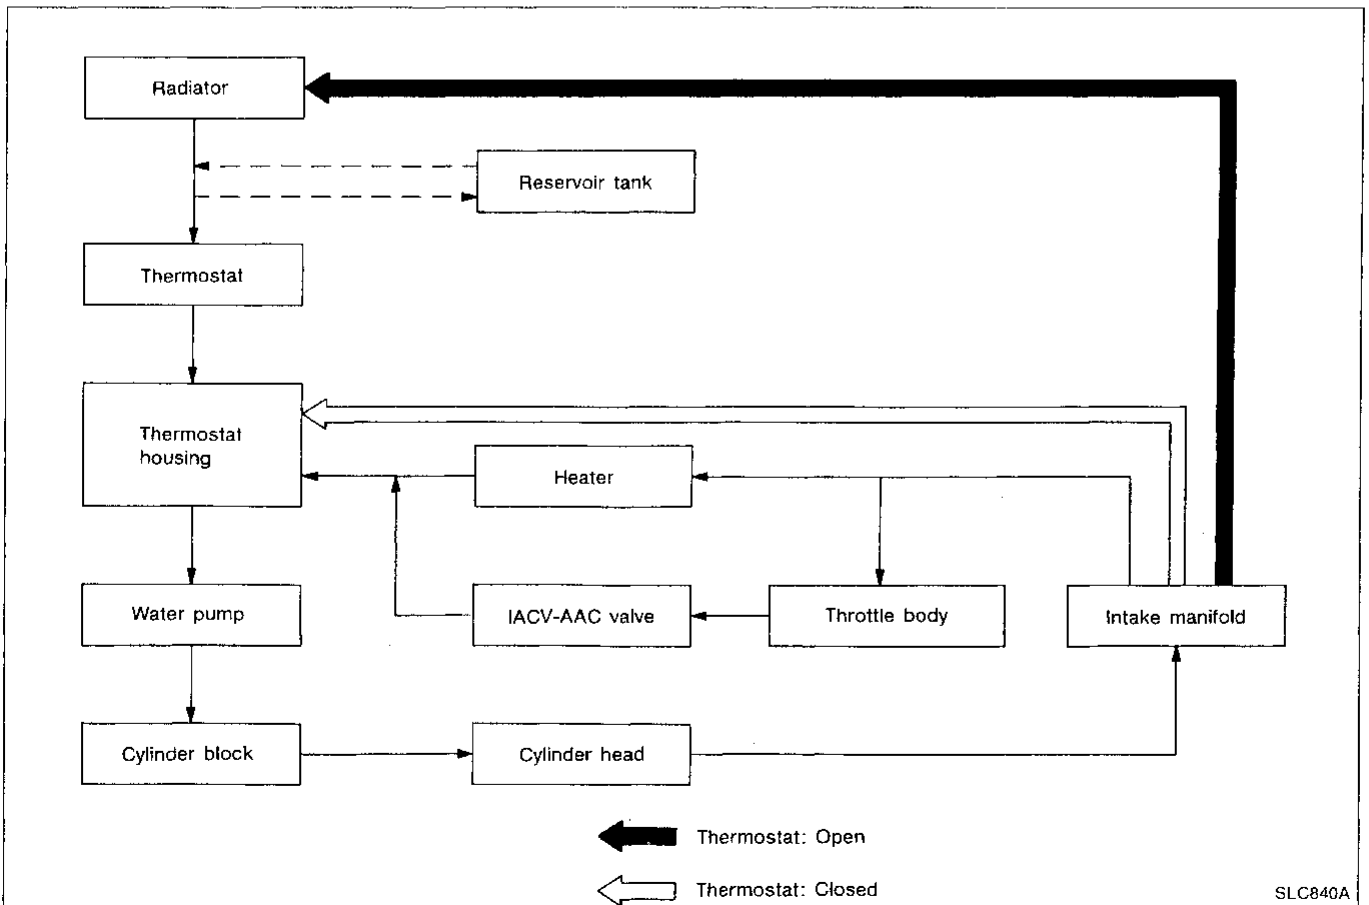 Radiator
Reservoir tank
Thermostat
Thermostat
housing
Heater
Water pump
IACV-AAC valve
Throttle body
Intake manifold
Cylinder block
Cylinder head
Thermostat: Open
Thermostat: Closed
SLC840A